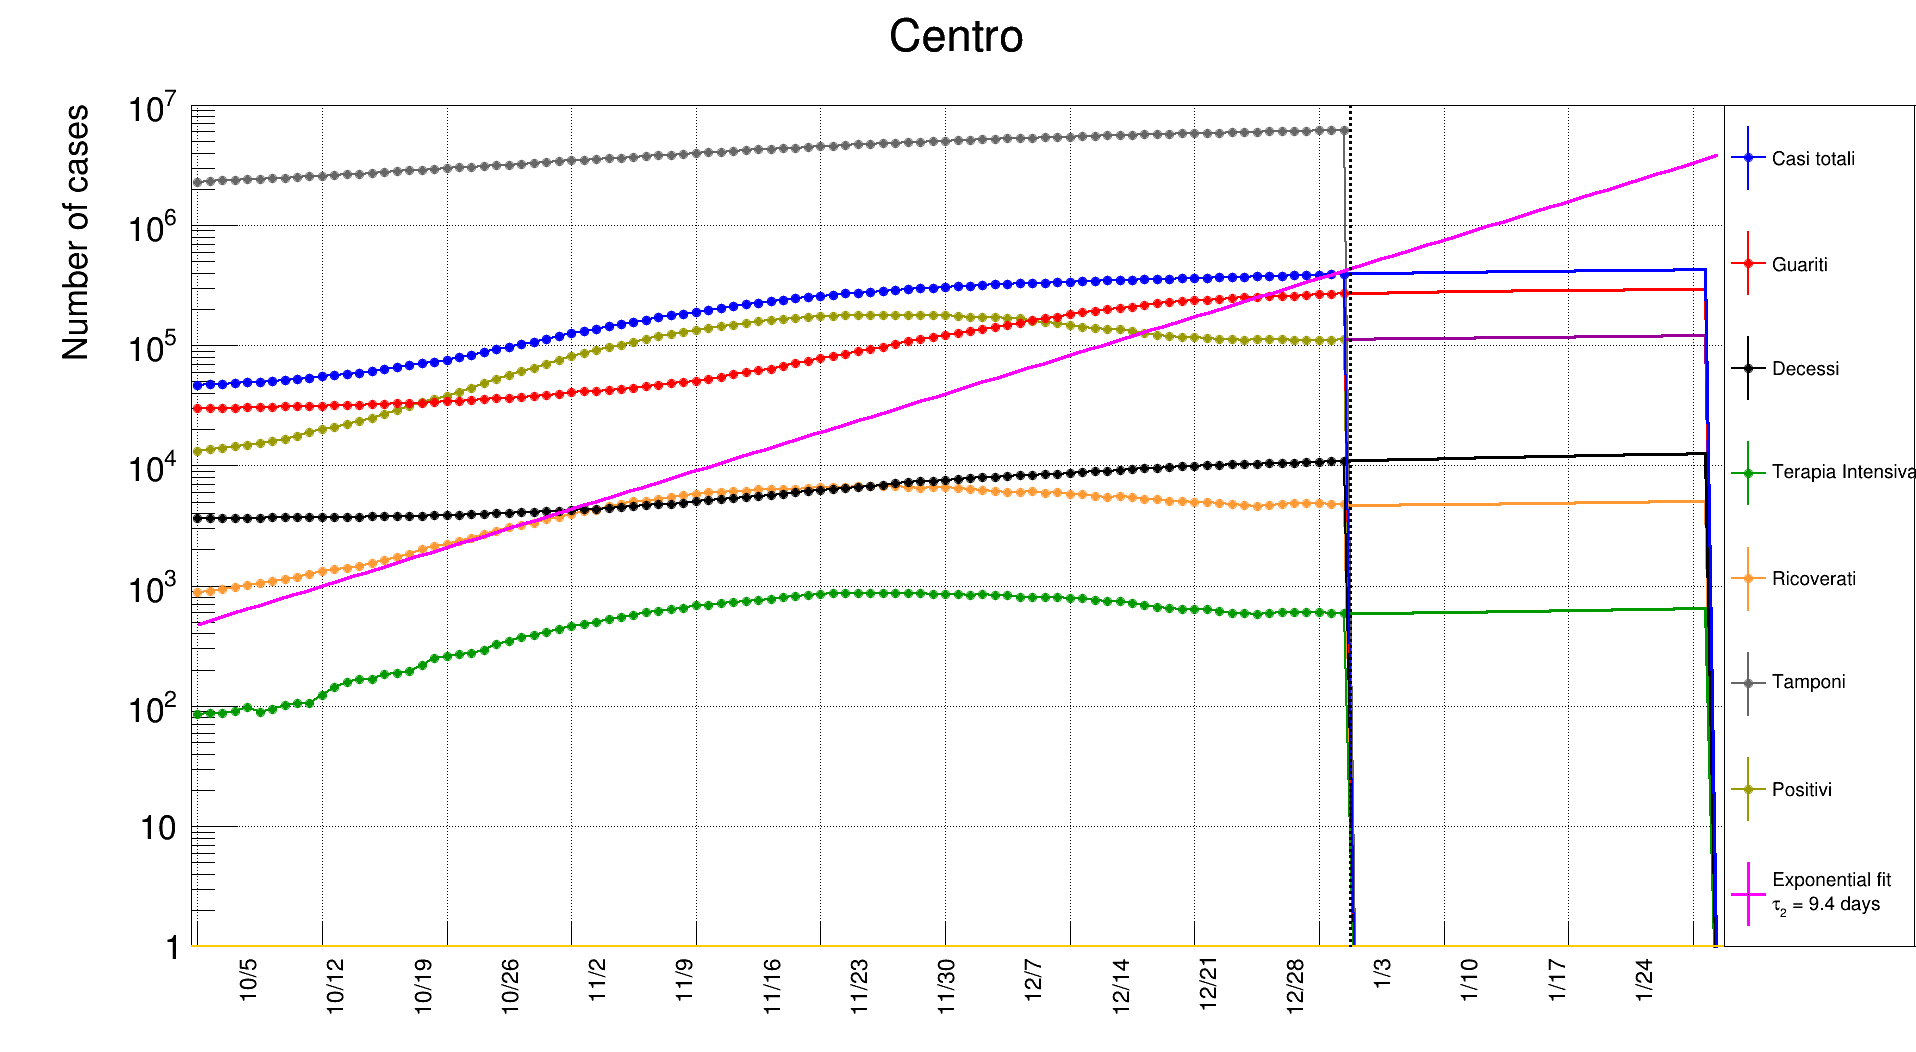 Centro
Number of cases
10^7
10^6
10^5
10^4
10^3
10^2
10
1
10/5
10/12
10/19
10/26
11/2
11/9
11/16
11/23
11/30
12/7
12/14
12/21
12/28
1/3
1/10
1/17
1/24
Casi totali
Guariti
Decessi
Terapia Intensiva
Ricoverati
Tamponi
Positivi
Exponential fit
τ_2 = 9.4 days